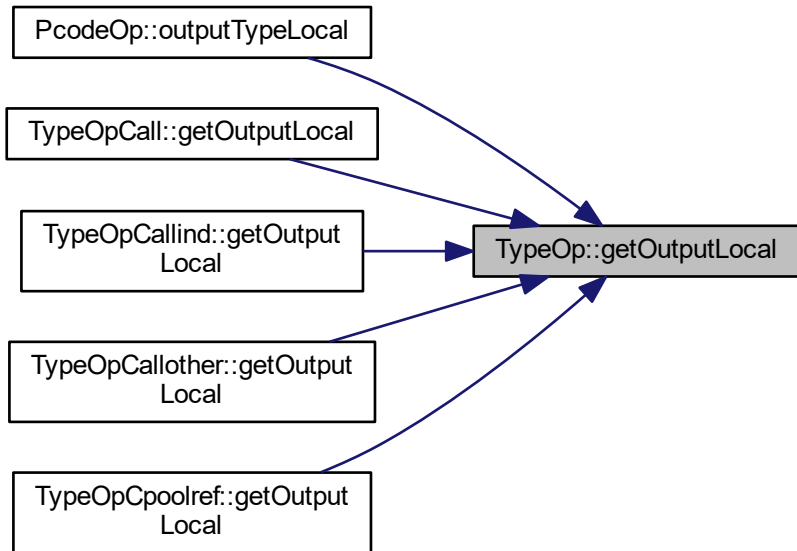 PcodeOp::outputTypeLocal
TypeOpCall::getOutputLocal
TypeOpCallind::getOutput
Local
TypeOp::getOutputLocal
TypeOpCallother::getOutput
Local
TypeOpCpoolref::getOutput
Local